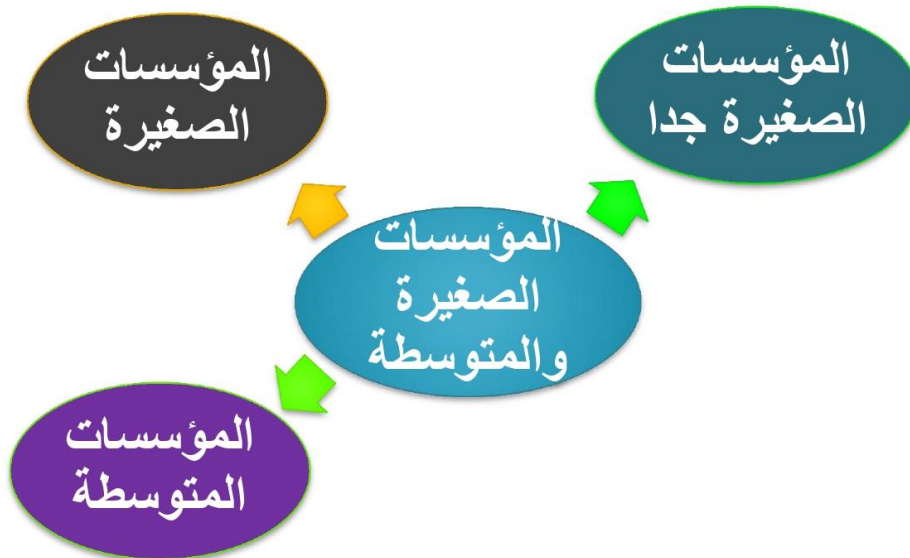 المؤسسات
الصغيرة جدا
المؤسسات
الصغيرة
المؤسسات
الصغيرة
والمتوسطة
المؤسسات
المتوسطة